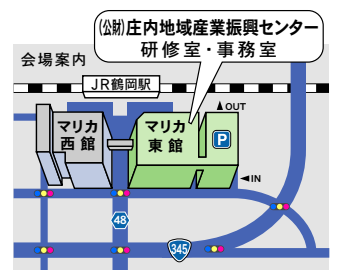 (公財)庄内地域産業振興センター
研修室・事務室
会場案内
JR鶴岡駅
▲OUT
マリカ
西館
マリカ
東館
P
◀IN
48
345